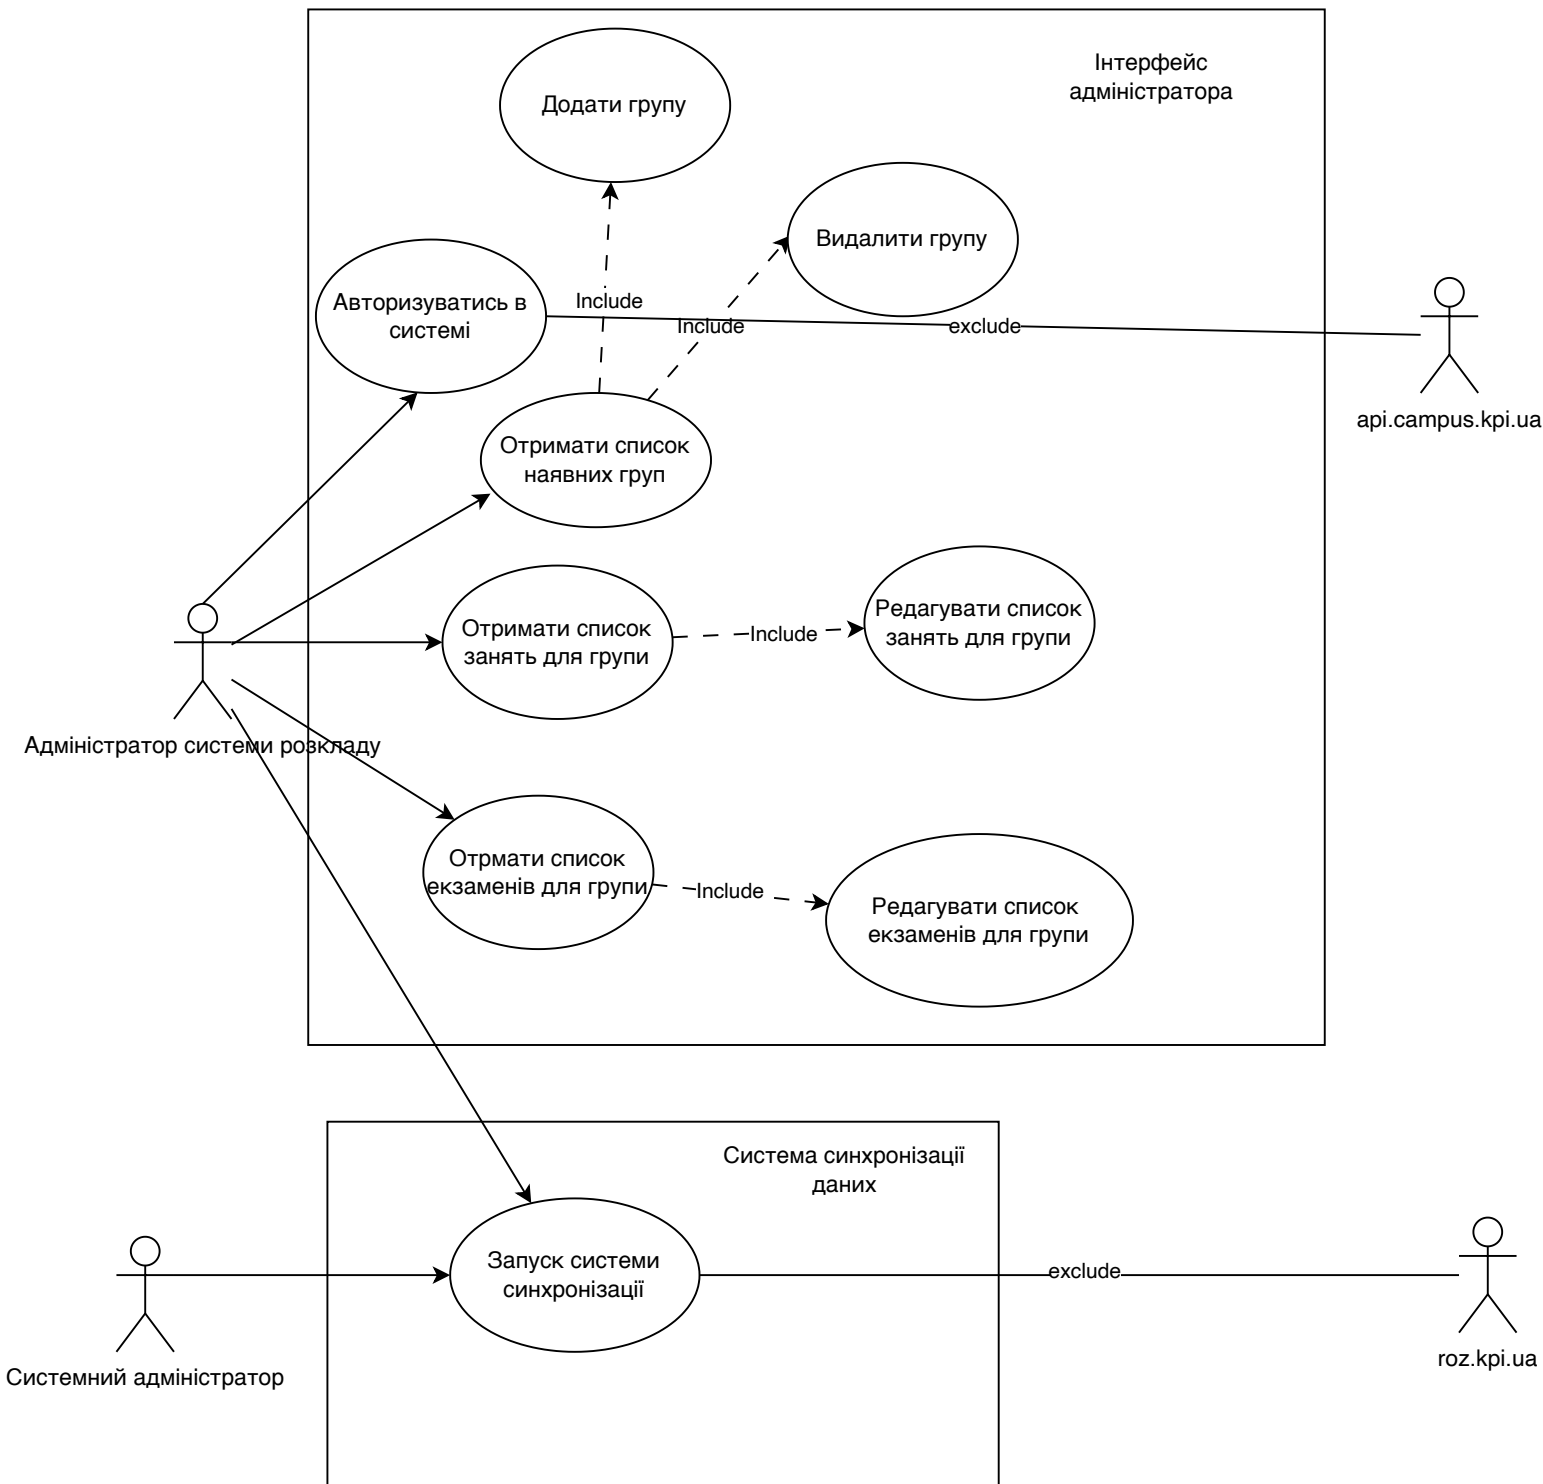 Інтерфейс
адміністратора
Додати групу
Видалити групу
Авторизуватись в
системі
Include
Include
exclude
api.campus.kpi.ua
Отримати список
наявних груп
Отримати список
занять для групи
Include
Редагувати список
занять для групи
Адміністратор системи розкладу
Отрмати список
екзаменів для групи
Include
Редагувати список
екзаменів для групи
Система синхронізації
даних
Запуск системи
синхронізації
exclude
roz.kpi.ua
Системний адміністратор